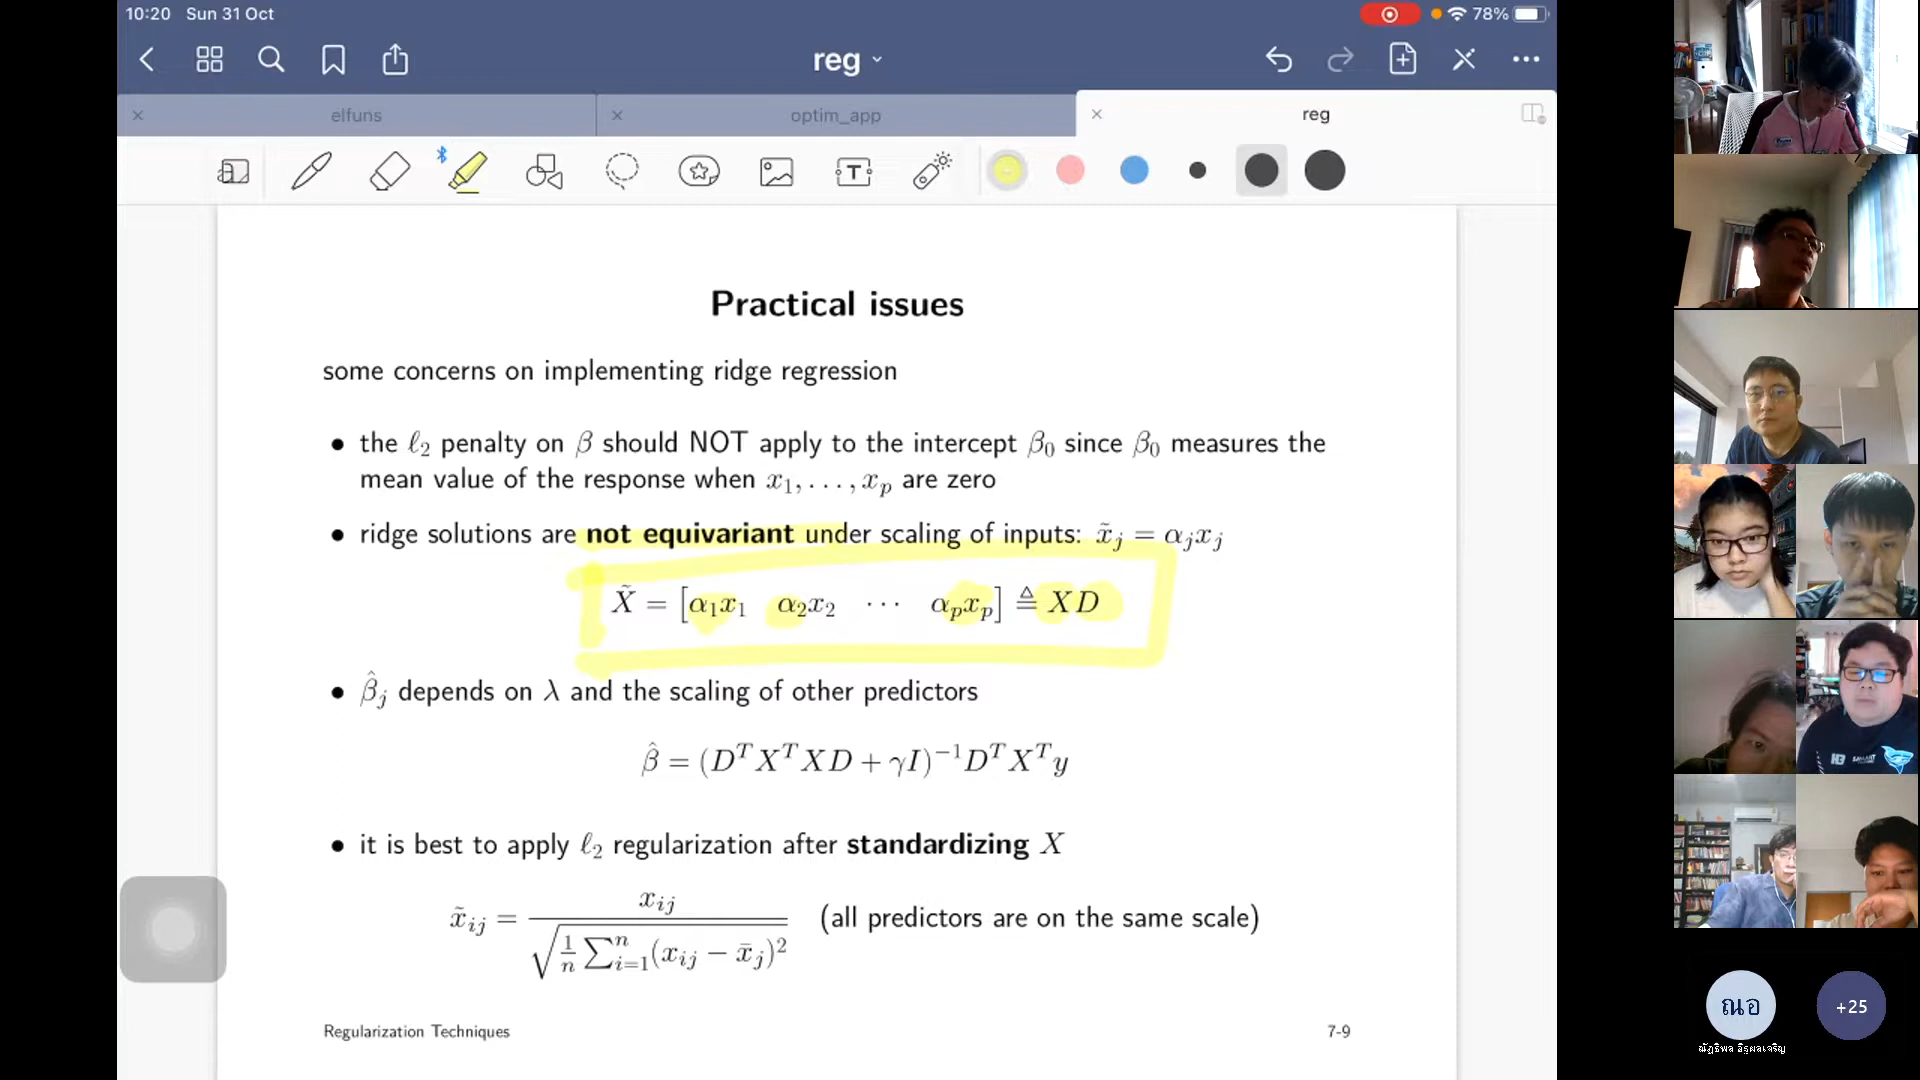 10:20 Sun 31 Oct
78%
reg
elfuns
optim_app
reg
T
Practical issues
some concerns on implementing ridge regression
• the ℓ₂ penalty on β should NOT apply to the intercept β₀ since β₀ measures the
mean value of the response when x₁, . . . , xₚ are zero
• ridge solutions are not equivariant under scaling of inputs: x̃ⱼ = αⱼxⱼ
X̃ = [α₁x₁ α₂x₂ ⋯ αₚxₚ] ≜ XD
• β̂ⱼ depends on λ and the scaling of other predictors
β̂ = (DᵀXᵀXD + γI)⁻¹DᵀXᵀy
• it is best to apply ℓ₂ regularization after standardizing X
x̃ᵢⱼ = xᵢⱼ / √(1/n ∑ⁿᵢ₌₁(xᵢⱼ − x̄ⱼ)²) (all predictors are on the same scale)
Regularization Techniques
7-9
ณอ
+25